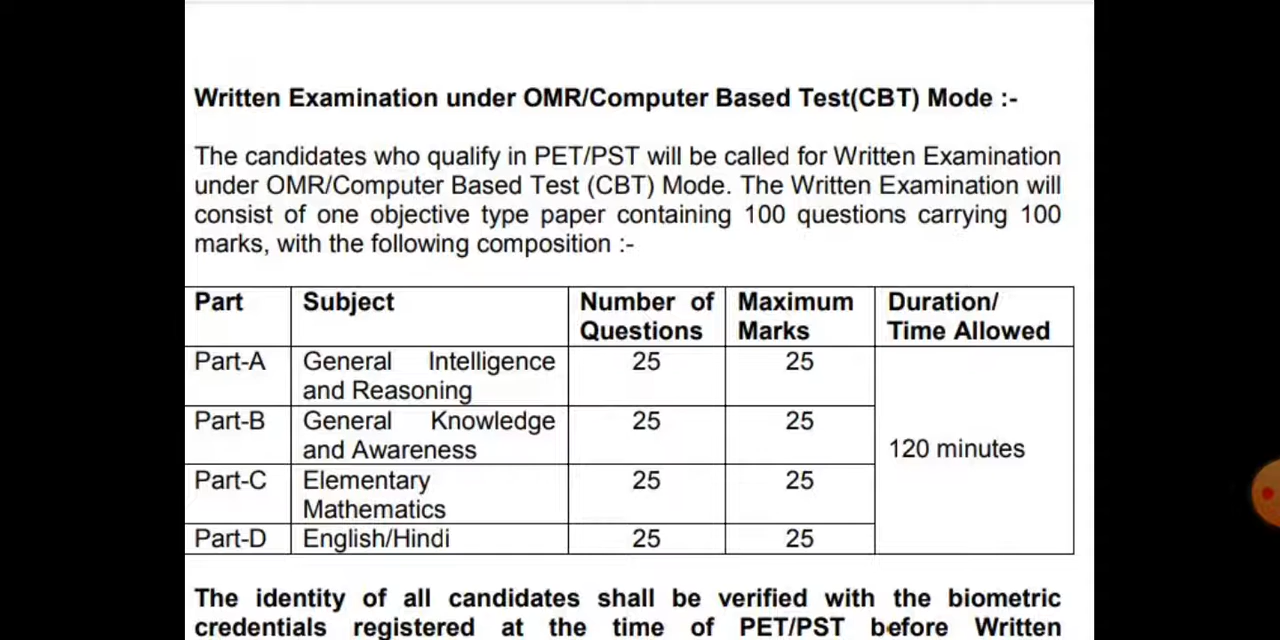 Written Examination under OMR/Computer Based Test(CBT) Mode :-
The candidates who qualify in PET/PST will be called for Written Examination
under OMR/Computer Based Test (CBT) Mode. The Written Examination will
consist of one objective type paper containing 100 questions carrying 100
marks, with the following composition :-
Part Subject Number of Questions Maximum Marks Duration/ Time Allowed
Part-A General Intelligence and Reasoning 25 25 120 minutes
Part-B General Knowledge and Awareness 25 25
Part-C Elementary Mathematics 25 25
Part-D English/Hindi 25 25
The identity of all candidates shall be verified with the biometric
credentials registered at the time of PET/PST before Written